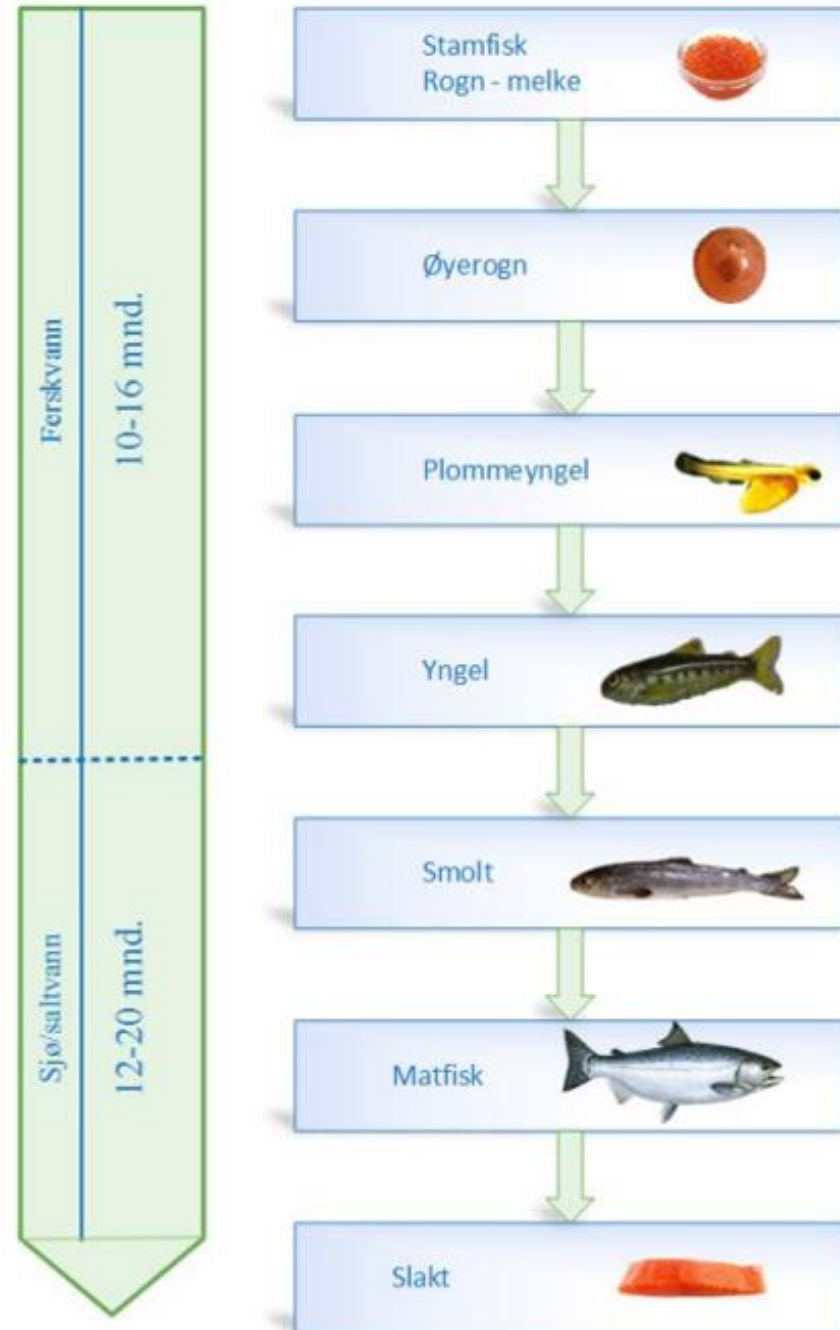 Stamfisk
Rogn - melke
Øyerogn
Plommeyngel
Yngel
Smolt
Matfisk
Slakt
Ferskvann
10-16 mnd.
Sjø/saltvann
12-20 mnd.